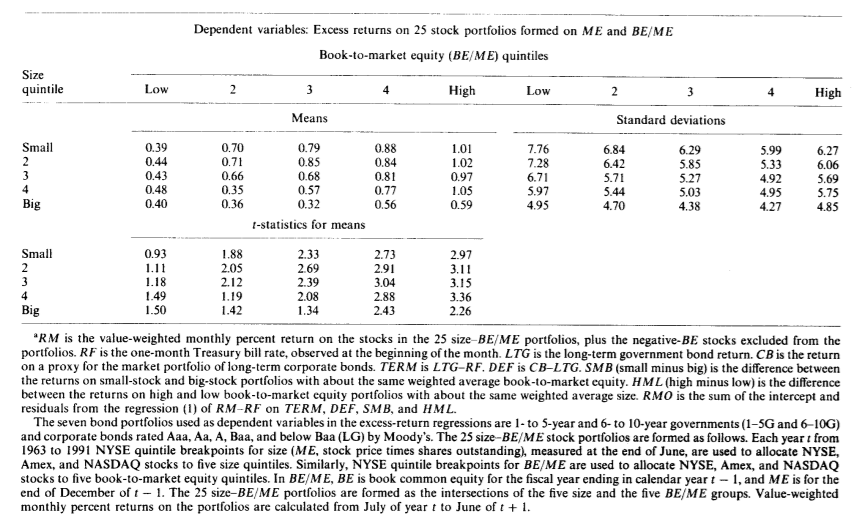 Dependent variables: Excess returns on 25 stock portfolios formed on ME and BE/ME
Book-to-market equity (BE/ME) quintiles
Size
quintile Low 2 3 4 High Low 2 3 4 High
Means Standard deviations
Small 0.39 0.70 0.79 0.88 1.01 7.76 6.84 6.29 5.99 6.27
2 0.44 0.71 0.85 0.84 1.02 7.28 6.42 5.85 5.33 6.06
3 0.43 0.66 0.68 0.81 0.97 6.71 5.71 5.27 4.92 5.69
4 0.48 0.35 0.57 0.77 1.05 5.97 5.44 5.03 4.95 5.75
Big 0.40 0.36 0.32 0.56 0.59 4.95 4.70 4.38 4.27 4.85
t-statistics for means
Small 0.93 1.88 2.33 2.73 2.97
2 1.11 2.05 2.69 2.91 3.11
3 1.18 2.12 2.39 3.04 3.15
4 1.49 1.19 2.08 2.88 3.36
Big 1.50 1.42 1.34 2.43 2.26
ᵃRM is the value-weighted monthly percent return on the stocks in the 25 size–BE/ME portfolios, plus the negative-BE stocks excluded from the
portfolios. RF is the one-month Treasury bill rate, observed at the beginning of the month. LTG is the long-term government bond return. CB is the return
on a proxy for the market portfolio of long-term corporate bonds. TERM is LTG–RF. DEF is CB–LTG. SMB (small minus big) is the difference between
the returns on small-stock and big-stock portfolios with about the same weighted average book-to-market equity. HML (high minus low) is the difference
between the returns on high and low book-to-market equity portfolios with about the same weighted average size. RMO is the sum of the intercept and
residuals from the regression (1) of RM–RF on TERM, DEF, SMB, and HML.
The seven bond portfolios used as dependent variables in the excess-return regressions are 1- to 5-year and 6- to 10-year governments (1–5G and 6–10G)
and corporate bonds rated Aaa, Aa, A, Baa, and below Baa (LG) by Moody's. The 25 size–BE/ME stock portfolios are formed as follows. Each year t from
1963 to 1991 NYSE quintile breakpoints for size (ME, stock price times shares outstanding), measured at the end of June, are used to allocate NYSE,
Amex, and NASDAQ stocks to five size quintiles. Similarly, NYSE quintile breakpoints for BE/ME are used to allocate NYSE, Amex, and NASDAQ
stocks to five book-to-market equity quintiles. In BE/ME, BE is book common equity for the fiscal year ending in calendar year t − 1, and ME is for the
end of December of t − 1. The 25 size–BE/ME portfolios are formed as the intersections of the five size and the five BE/ME groups. Value-weighted
monthly percent returns on the portfolios are calculated from July of year t to June of t + 1.